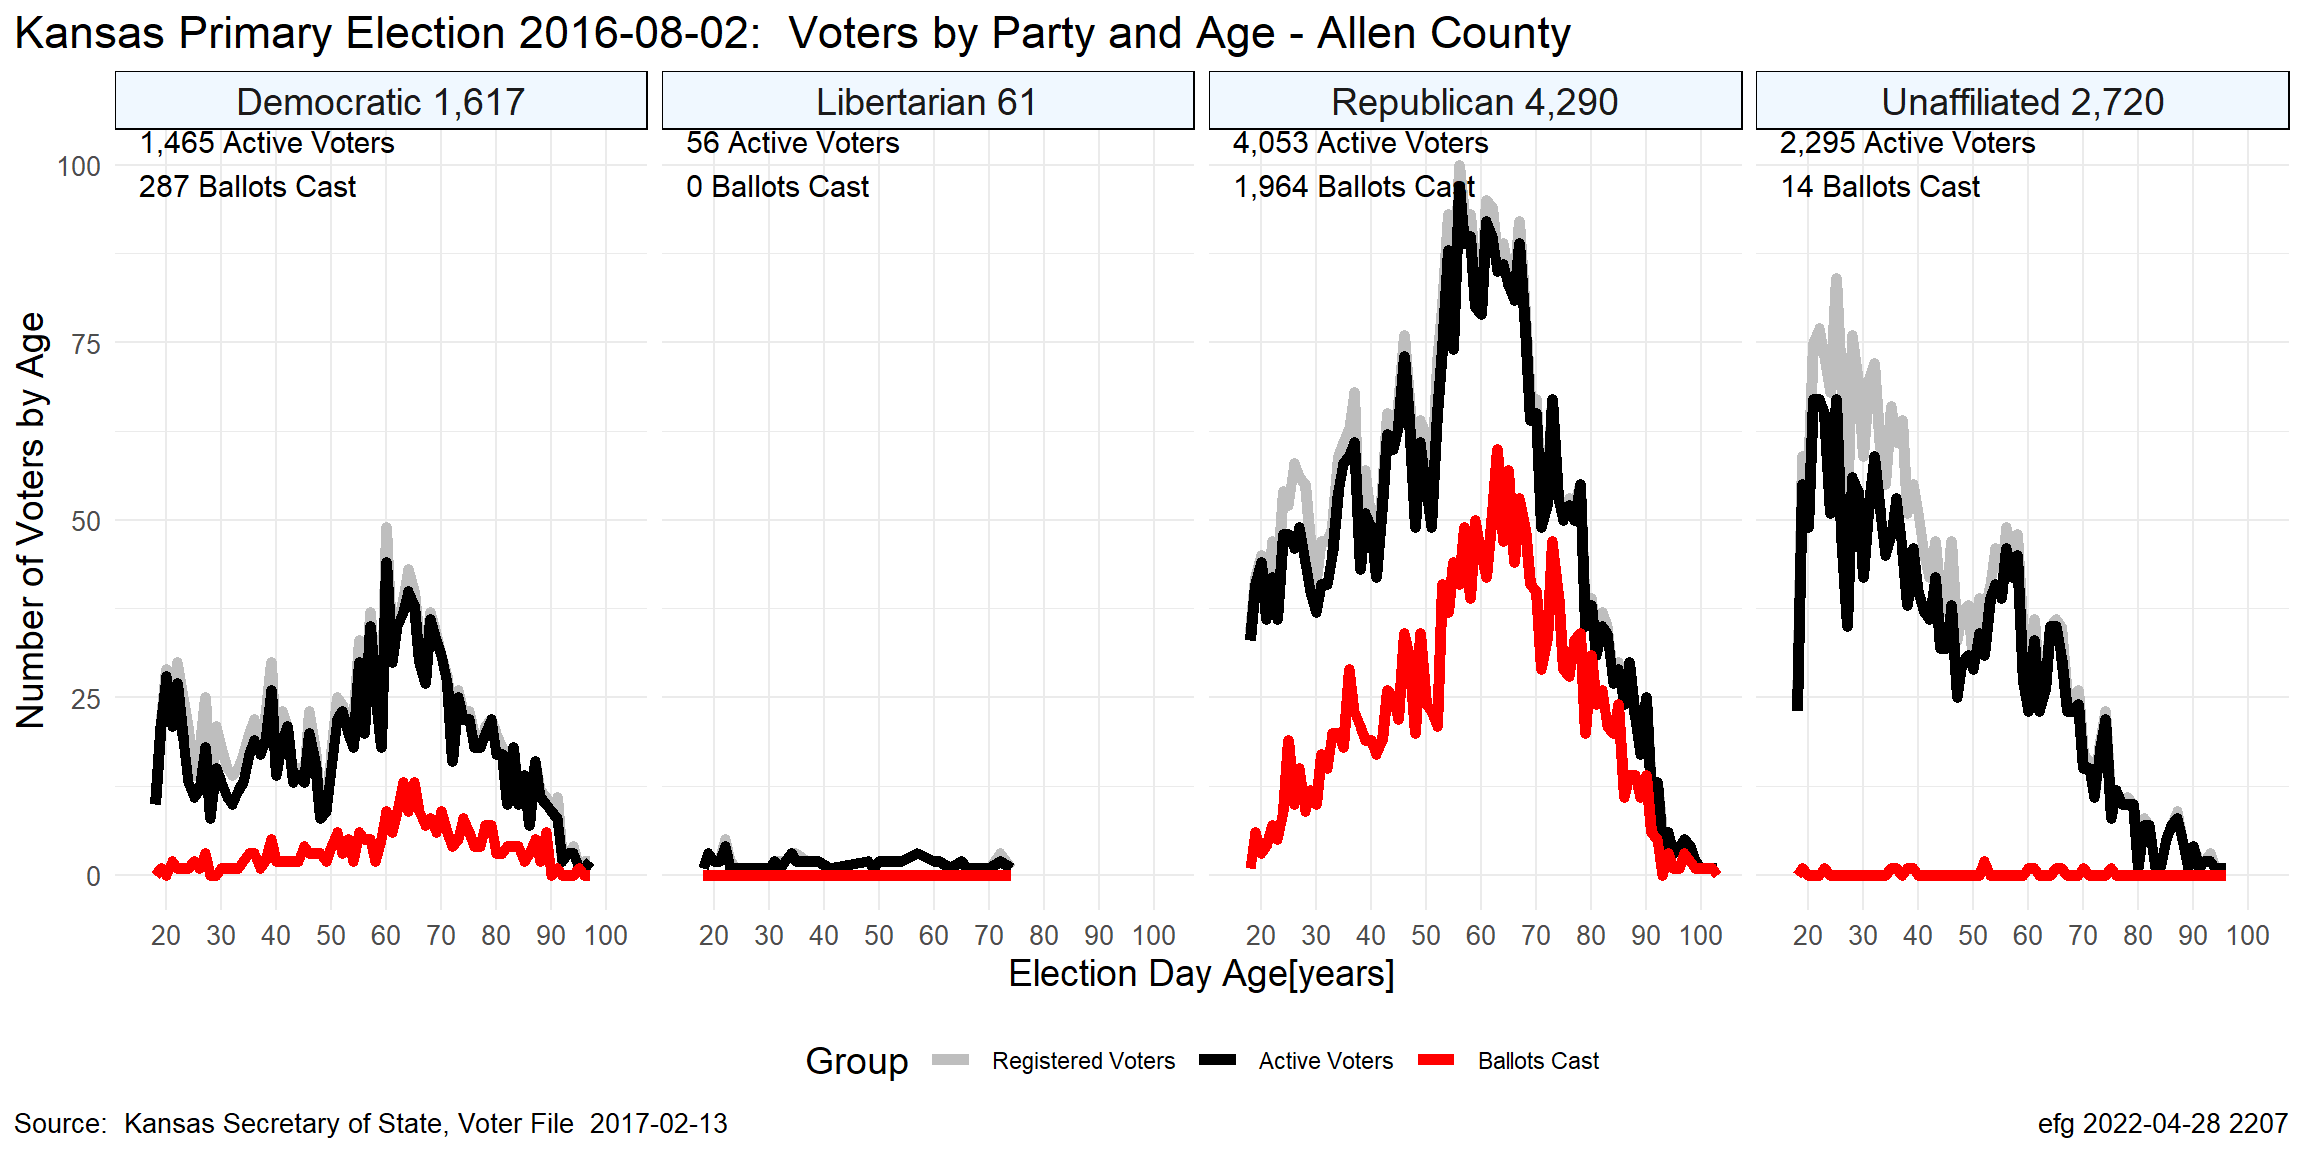 Kansas Primary Election 2016-08-02:  Voters by Party and Age - Allen County
Democratic 1,617
Libertarian 61
Republican 4,290
Unaffiliated 2,720
1,465 Active Voters
287 Ballots Cast
56 Active Voters
0 Ballots Cast
4,053 Active Voters
1,964 Ballots Cast
2,295 Active Voters
14 Ballots Cast
Number of Voters by Age
100
75
50
25
0
20 30 40 50 60 70 80 90 100
20 30 40 50 60 70 80 90 100
20 30 40 50 60 70 80 90 100
20 30 40 50 60 70 80 90 100
Election Day Age[years]
Group Registered Voters Active Voters Ballots Cast
Source:  Kansas Secretary of State, Voter File  2017-02-13
efg 2022-04-28 2207